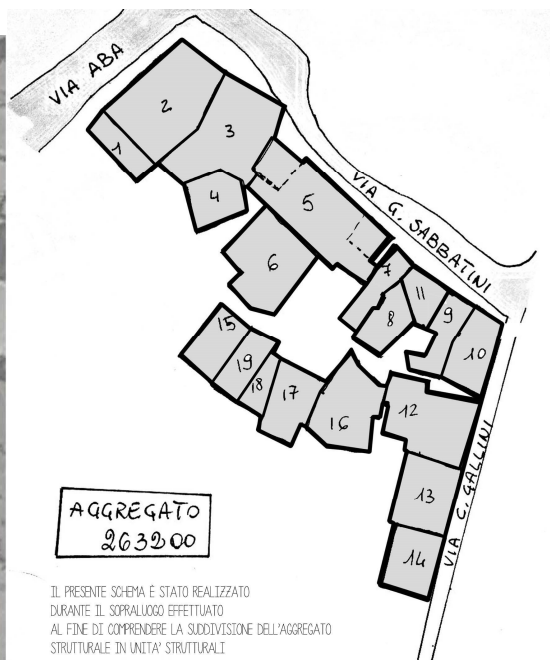 VIA ABA
VIA G. SABBATINI
VIA C. GALLINI
1
2
3
4
5
6
7
8
11
9
10
12
13
14
15
19
18
17
16
AGGREGATO
263200
IL PRESENTE SCHEMA È STATO REALIZZATO
DURANTE IL SOPRALUOGO EFFETTUATO
AL FINE DI COMPRENDERE LA SUDDIVISIONE DELL'AGGREGATO
STRUTTURALE IN UNITA' STRUTTURALI